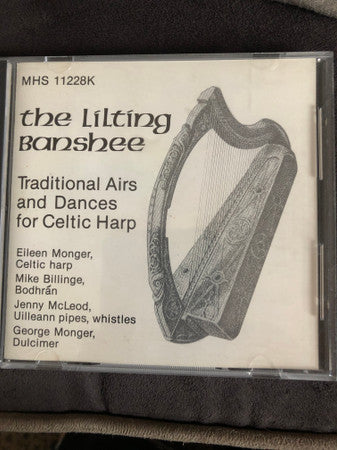 MHS 11228K
the lilting
Banshee
Traditional Airs
and Dances
for Celtic Harp
Eileen Monger,
Celtic harp
Mike Billinge,
Bodhrán
Jenny McLeod,
Uilleann pipes, whistles
George Monger,
Dulcimer